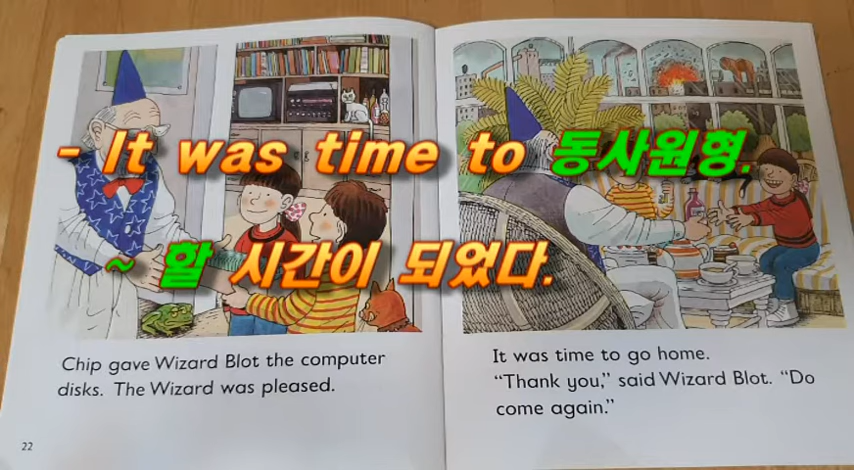 - It was time to 동사원형.
~ 할 시간이 되었다.
Chip gave Wizard Blot the computer
disks. The Wizard was pleased.
22
It was time to go home.
"Thank you," said Wizard Blot. "Do
come again."